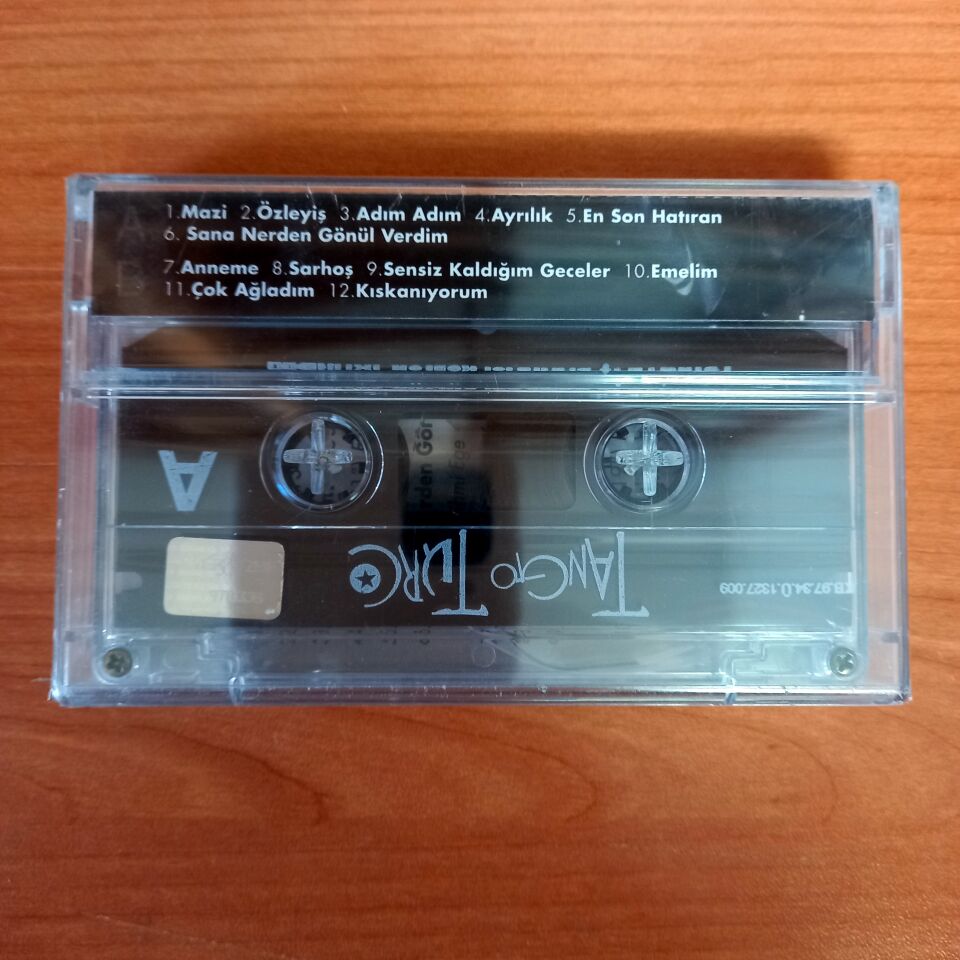 A 1.Mazi 2.Özleyiş 3.Adım Adım 4.Ayrılık 5.En Son Hatıran
6. Sana Nerden Gönül Verdim
B 7.Anneme 8.Sarhoş 9.Sensiz Kaldığım Geceler 10.Emelim
11.Çok Ağladım 12.Kıskanıyorum
A
TANGO TURCO